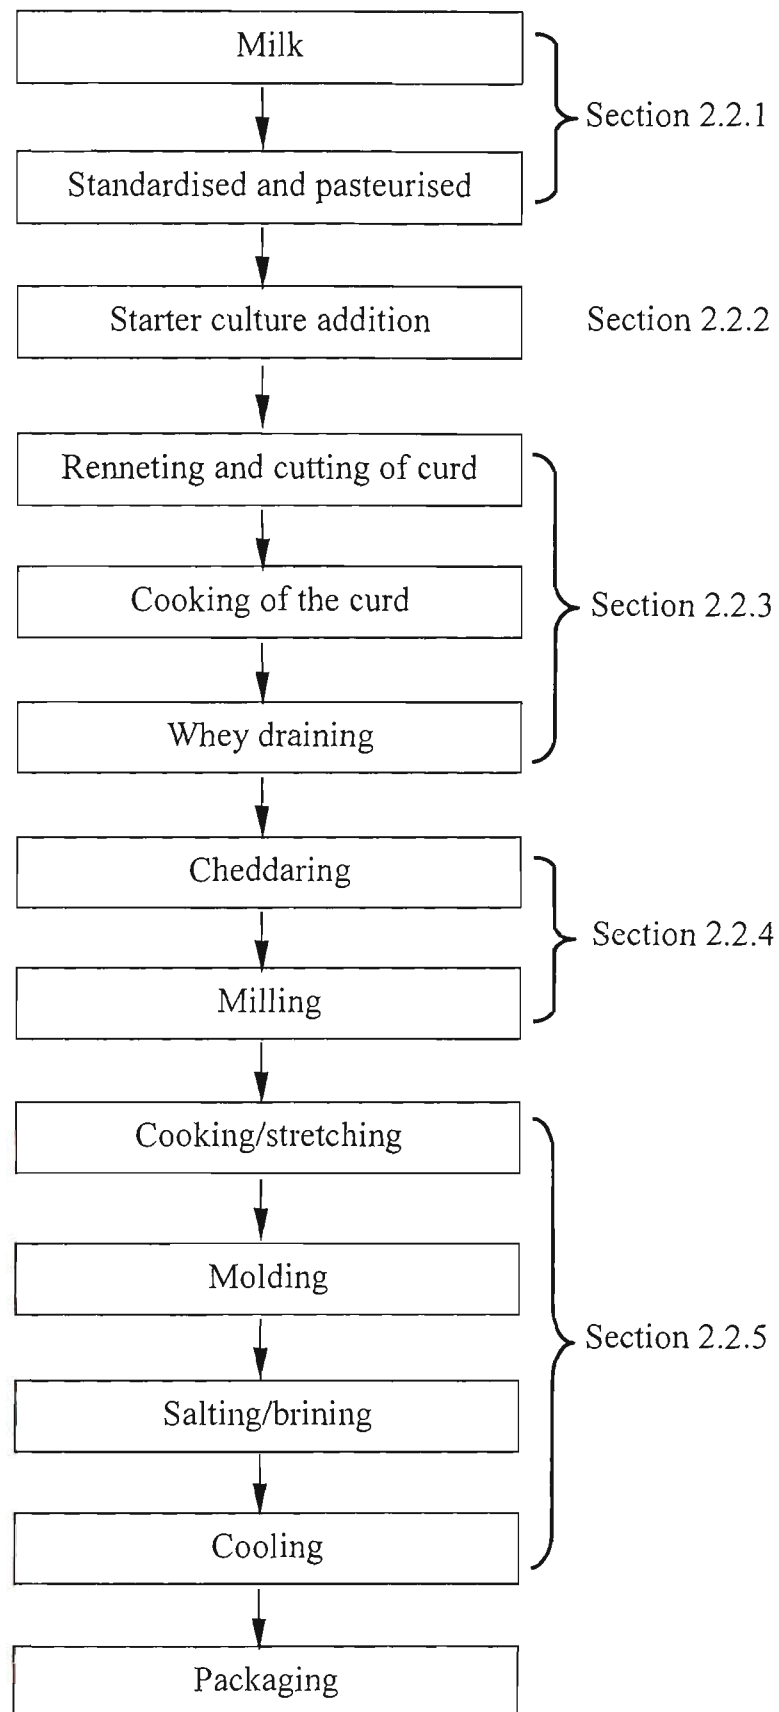 Milk
Section 2.2.1
Standardised and pasteurised
Starter culture addition
Section 2.2.2
Renneting and cutting of curd
Cooking of the curd
Section 2.2.3
Whey draining
Cheddaring
Section 2.2.4
Milling
Cooking/stretching
Molding
Section 2.2.5
Salting/brining
Cooling
Packaging